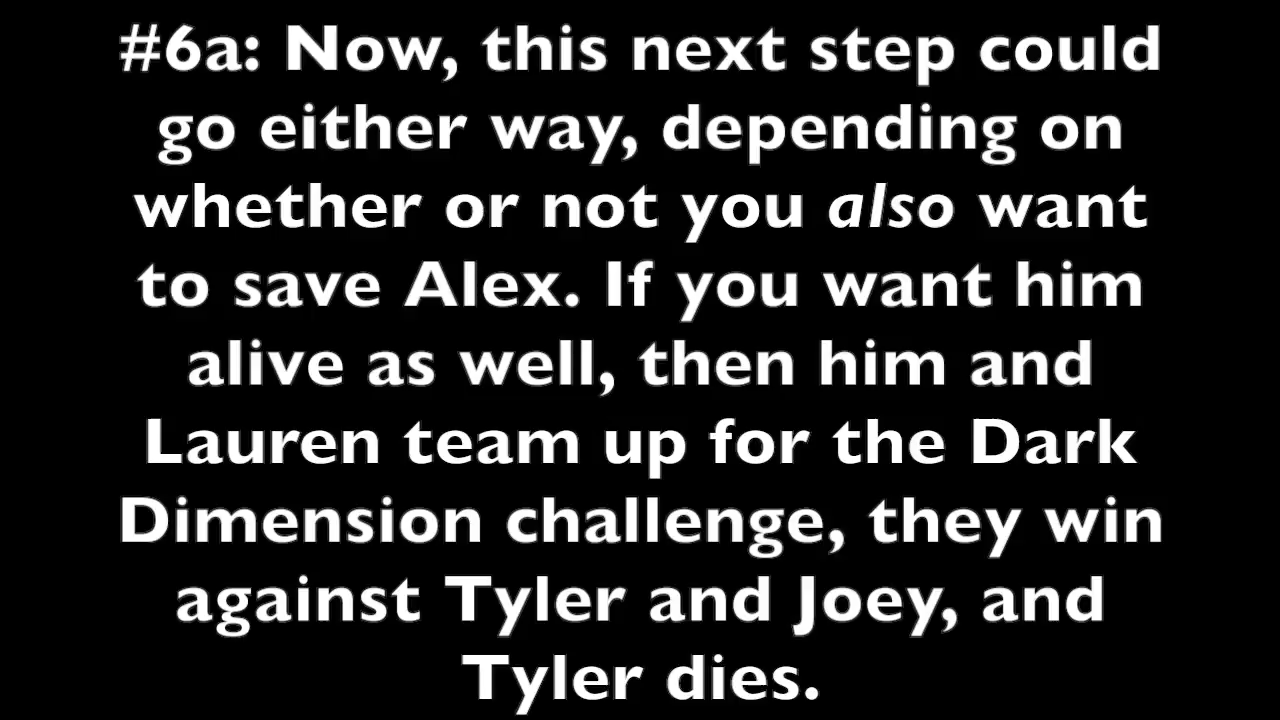 #6a: Now, this next step could
go either way, depending on
whether or not you also want
to save Alex. If you want him
alive as well, then him and
Lauren team up for the Dark
Dimension challenge, they win
against Tyler and Joey, and
Tyler dies.